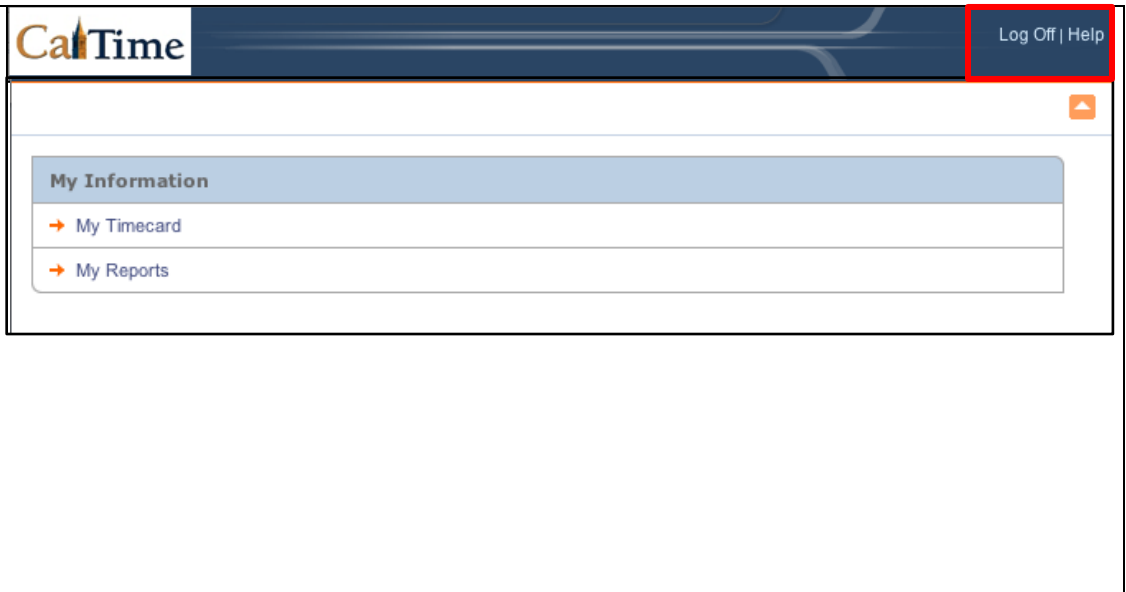 CalTime
Log Off | Help
My Information
My Timecard
My Reports